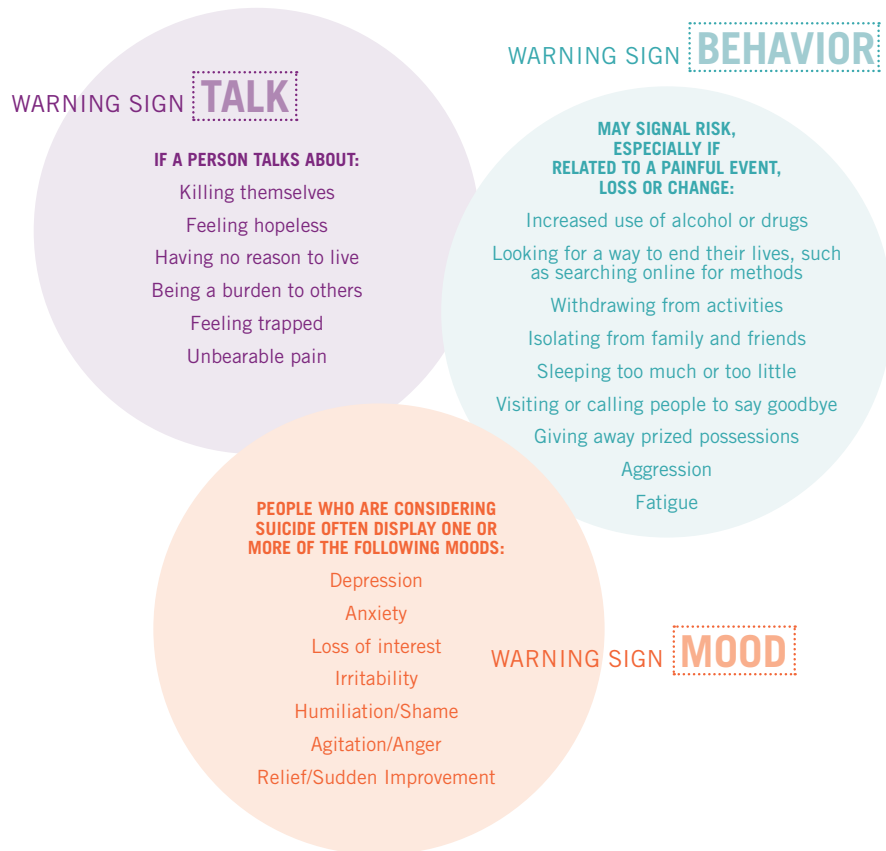 WARNING SIGN TALK
IF A PERSON TALKS ABOUT:
Killing themselves
Feeling hopeless
Having no reason to live
Being a burden to others
Feeling trapped
Unbearable pain
WARNING SIGN BEHAVIOR
MAY SIGNAL RISK,
ESPECIALLY IF
RELATED TO A PAINFUL EVENT,
LOSS OR CHANGE:
Increased use of alcohol or drugs
Looking for a way to end their lives, such
as searching online for methods
Withdrawing from activities
Isolating from family and friends
Sleeping too much or too little
Visiting or calling people to say goodbye
Giving away prized possessions
Aggression
Fatigue
WARNING SIGN MOOD
PEOPLE WHO ARE CONSIDERING
SUICIDE OFTEN DISPLAY ONE OR
MORE OF THE FOLLOWING MOODS:
Depression
Anxiety
Loss of interest
Irritability
Humiliation/Shame
Agitation/Anger
Relief/Sudden Improvement